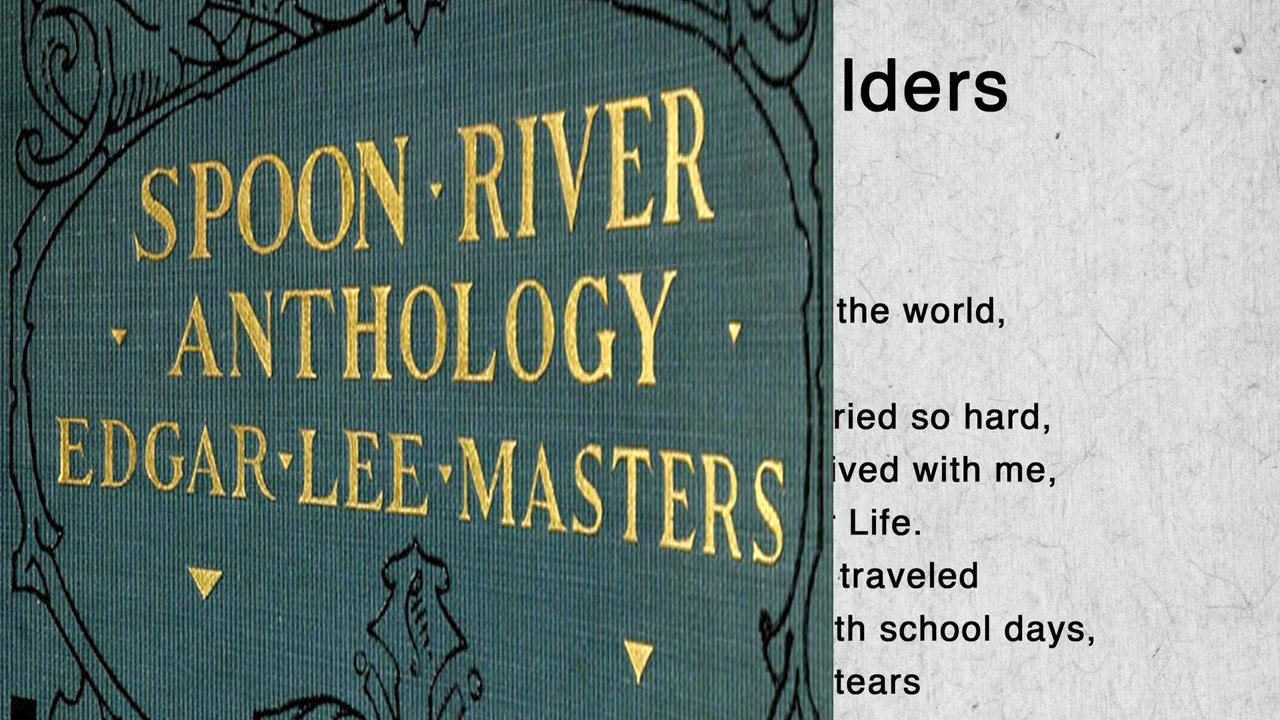 SPOON · RIVER
· ANTHOLOGY ·
EDGAR · LEE · MASTERS
lders
the world,
ried so hard,
ived with me,
Life.
traveled
th school days,
tears